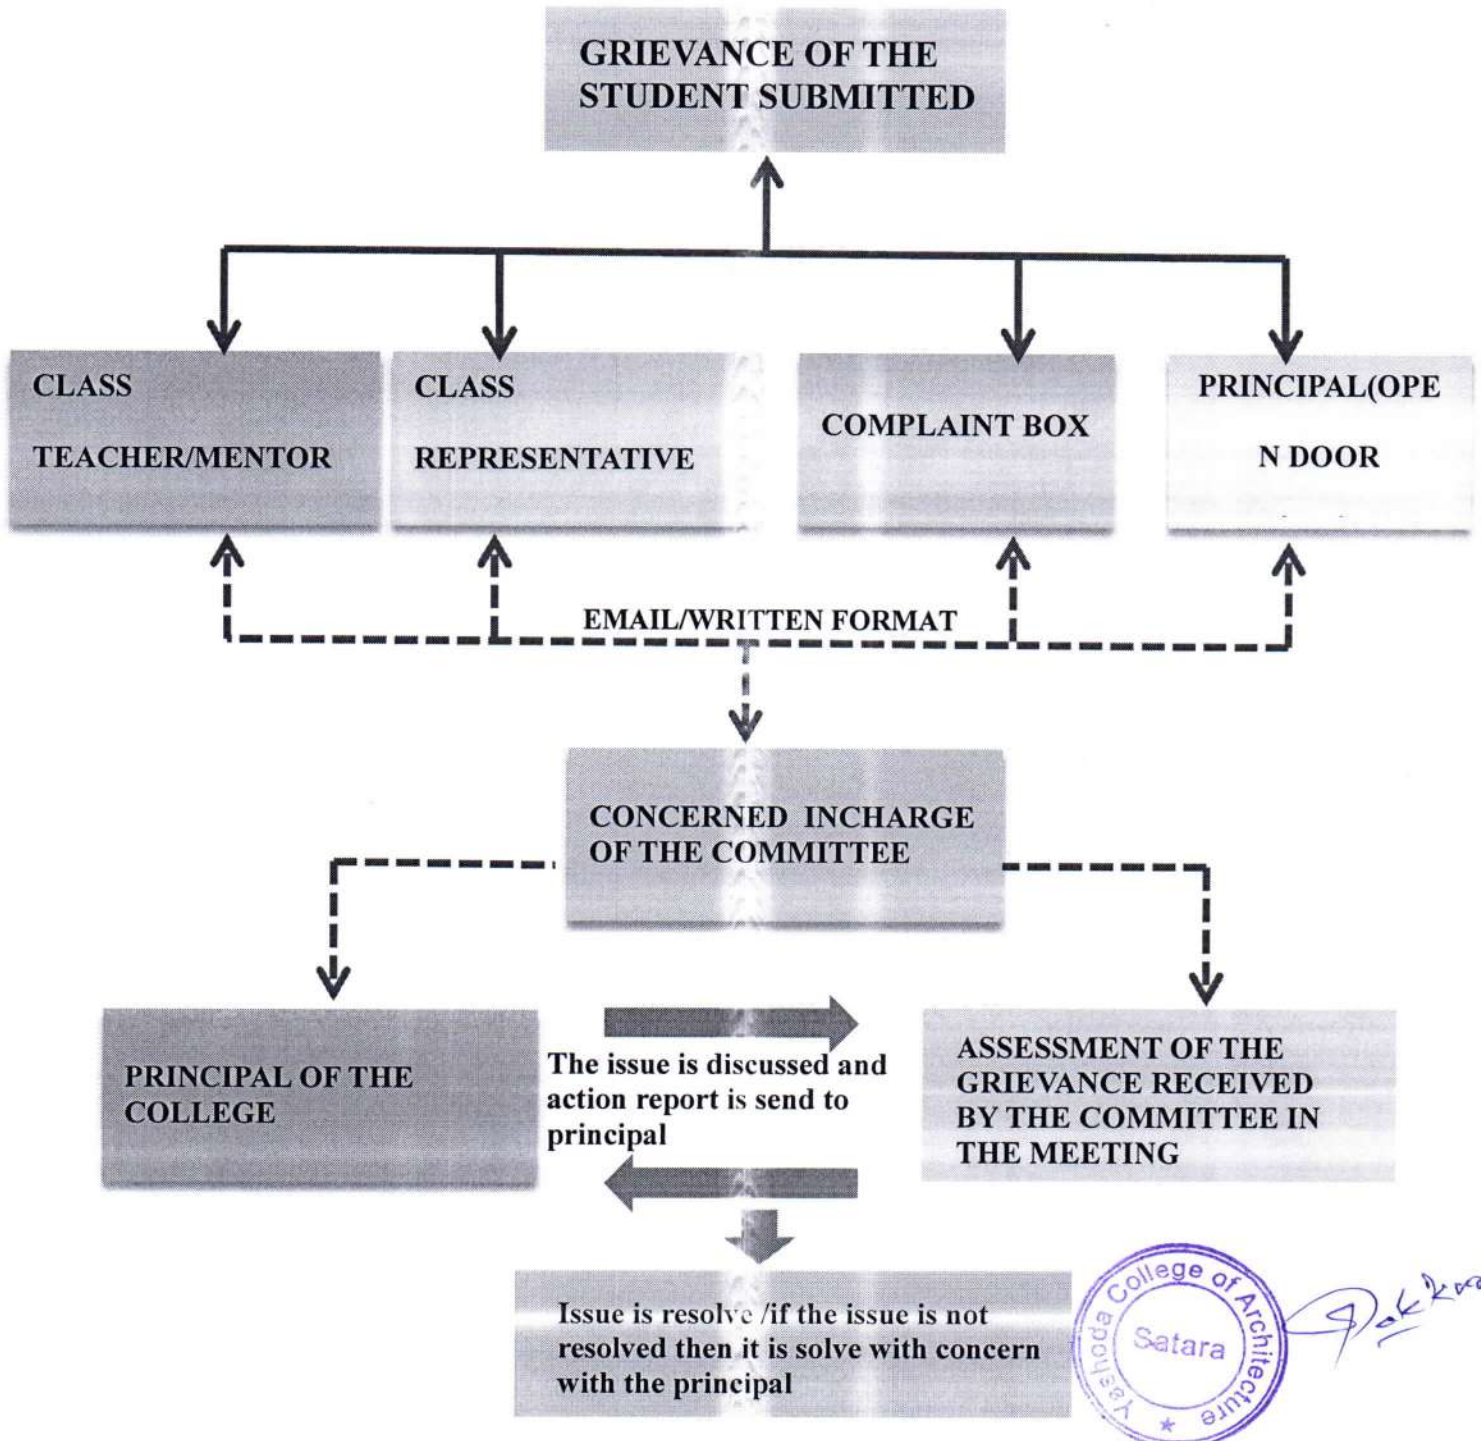 GRIEVANCE OF THE
STUDENT SUBMITTED
CLASS
TEACHER/MENTOR
CLASS
REPRESENTATIVE
COMPLAINT BOX
PRINCIPAL(OPE
N DOOR
EMAIL/WRITTEN FORMAT
CONCERNED INCHARGE
OF THE COMMITTEE
PRINCIPAL OF THE
COLLEGE
The issue is discussed and
action report is send to
principal
ASSESSMENT OF THE
GRIEVANCE RECEIVED
BY THE COMMITTEE IN
THE MEETING
Issue is resolve /if the issue is not
resolved then it is solve with concern
with the principal
Yashoda College of Architecture
Satara